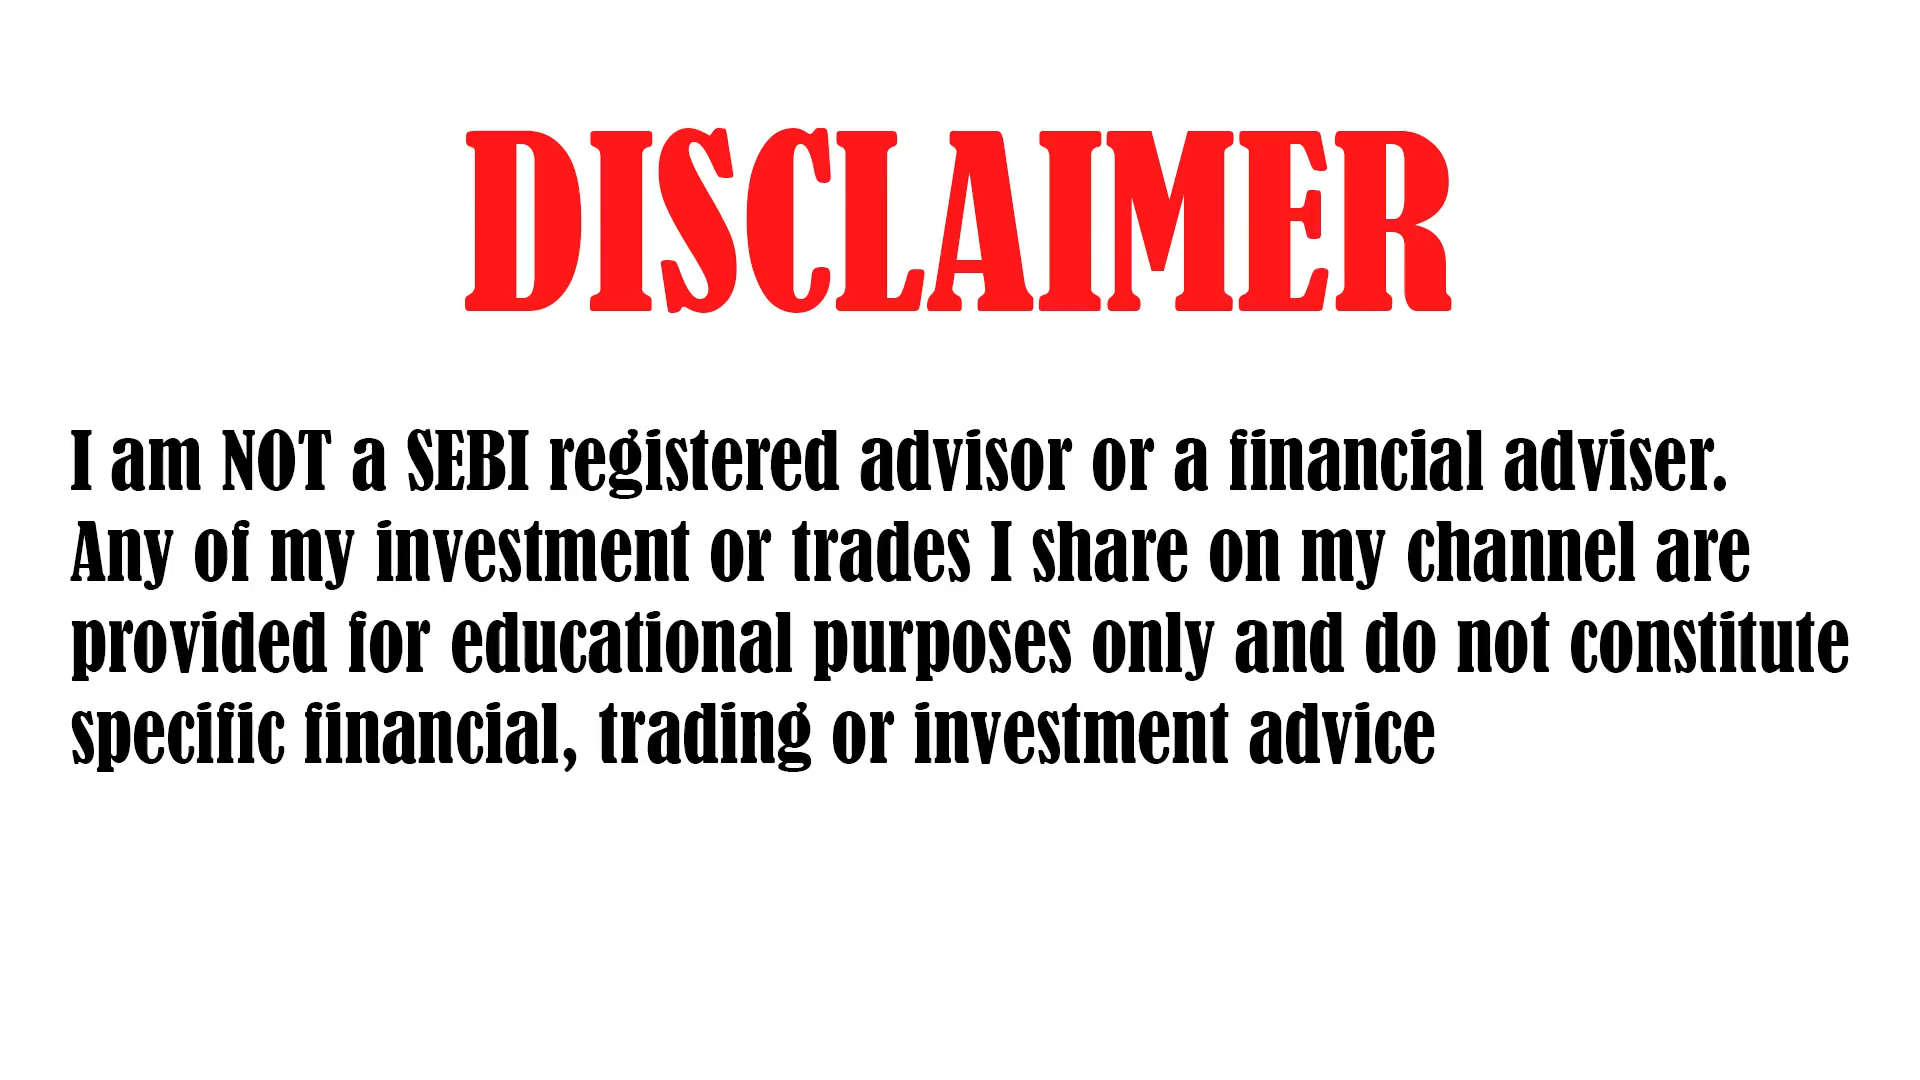 DISCLAIMER
I am NOT a SEBI registered advisor or a financial adviser.
Any of my investment or trades I share on my channel are
provided for educational purposes only and do not constitute
specific financial, trading or investment advice